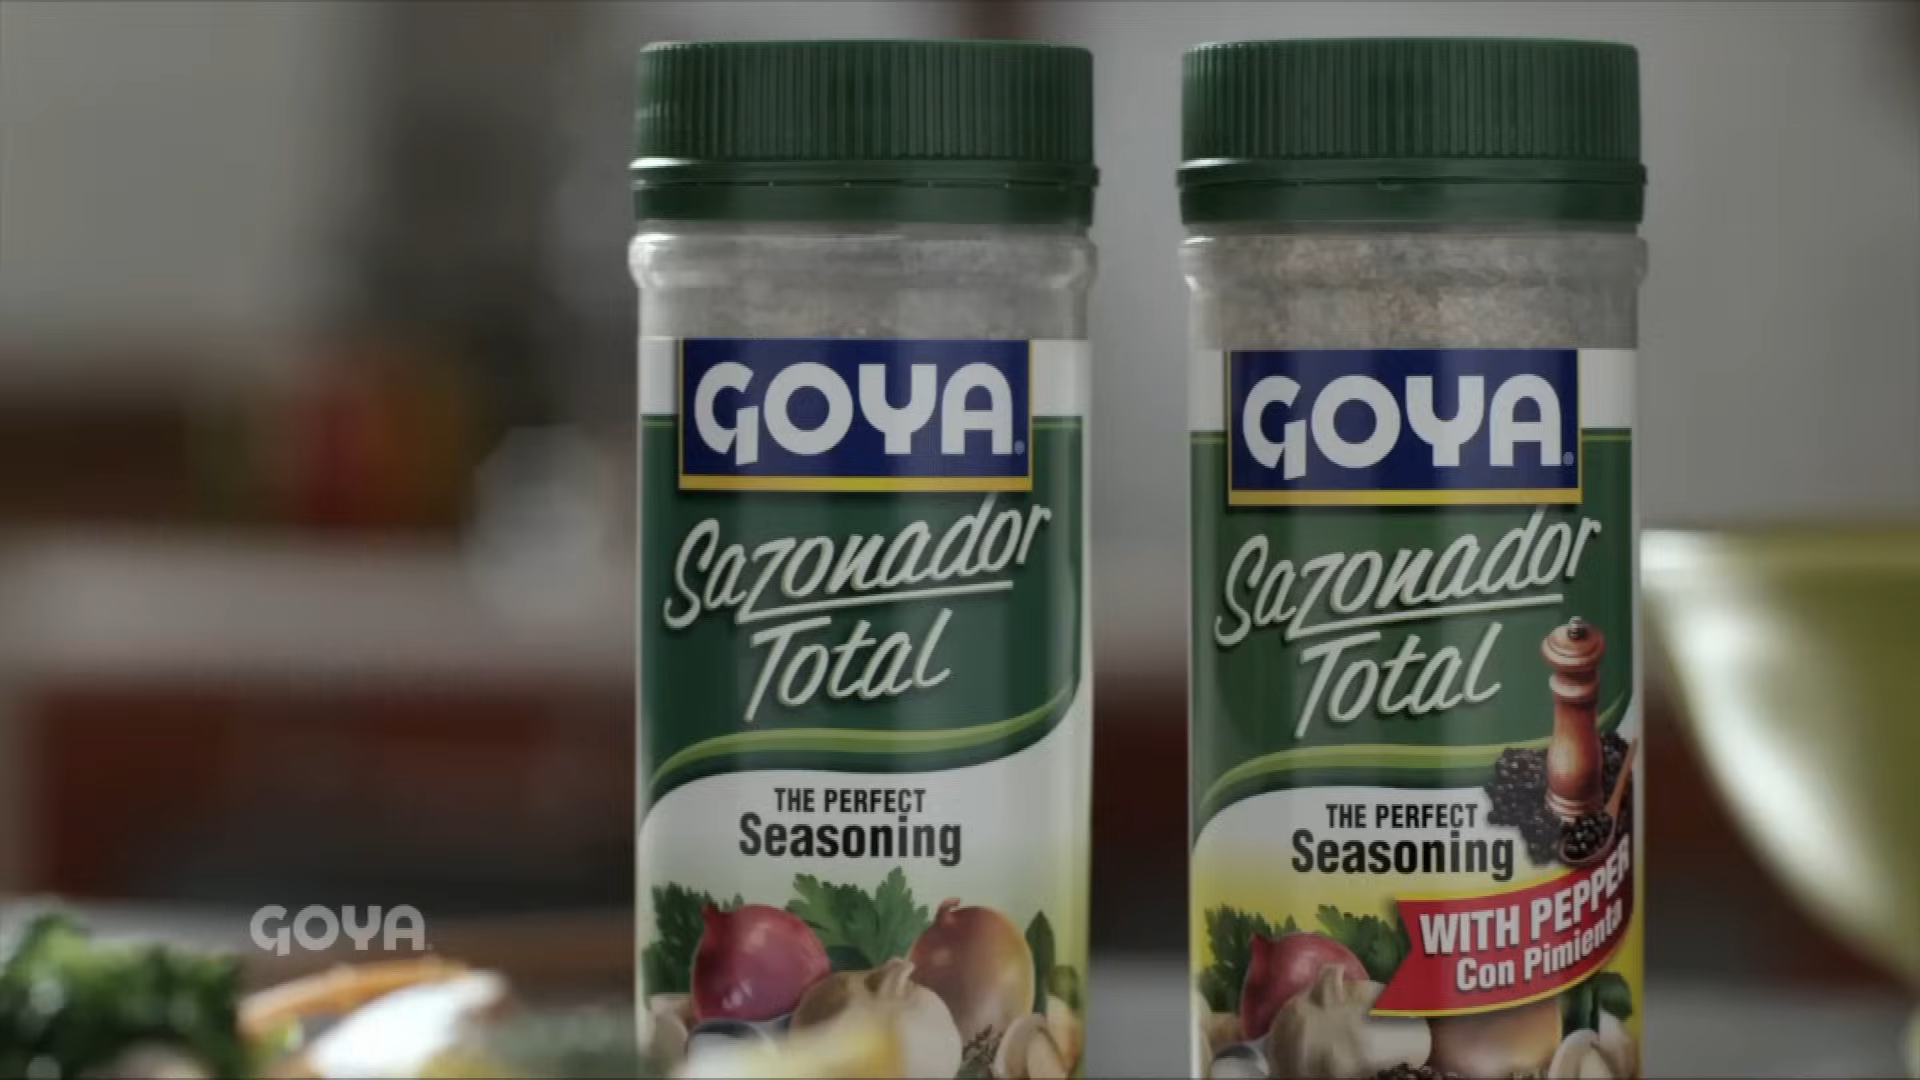 GOYA®
Sazonador
Total
THE PERFECT
Seasoning
GOYA®
Sazonador
Total
THE PERFECT
Seasoning
WITH PEPPER
Con Pimienta
GOYA